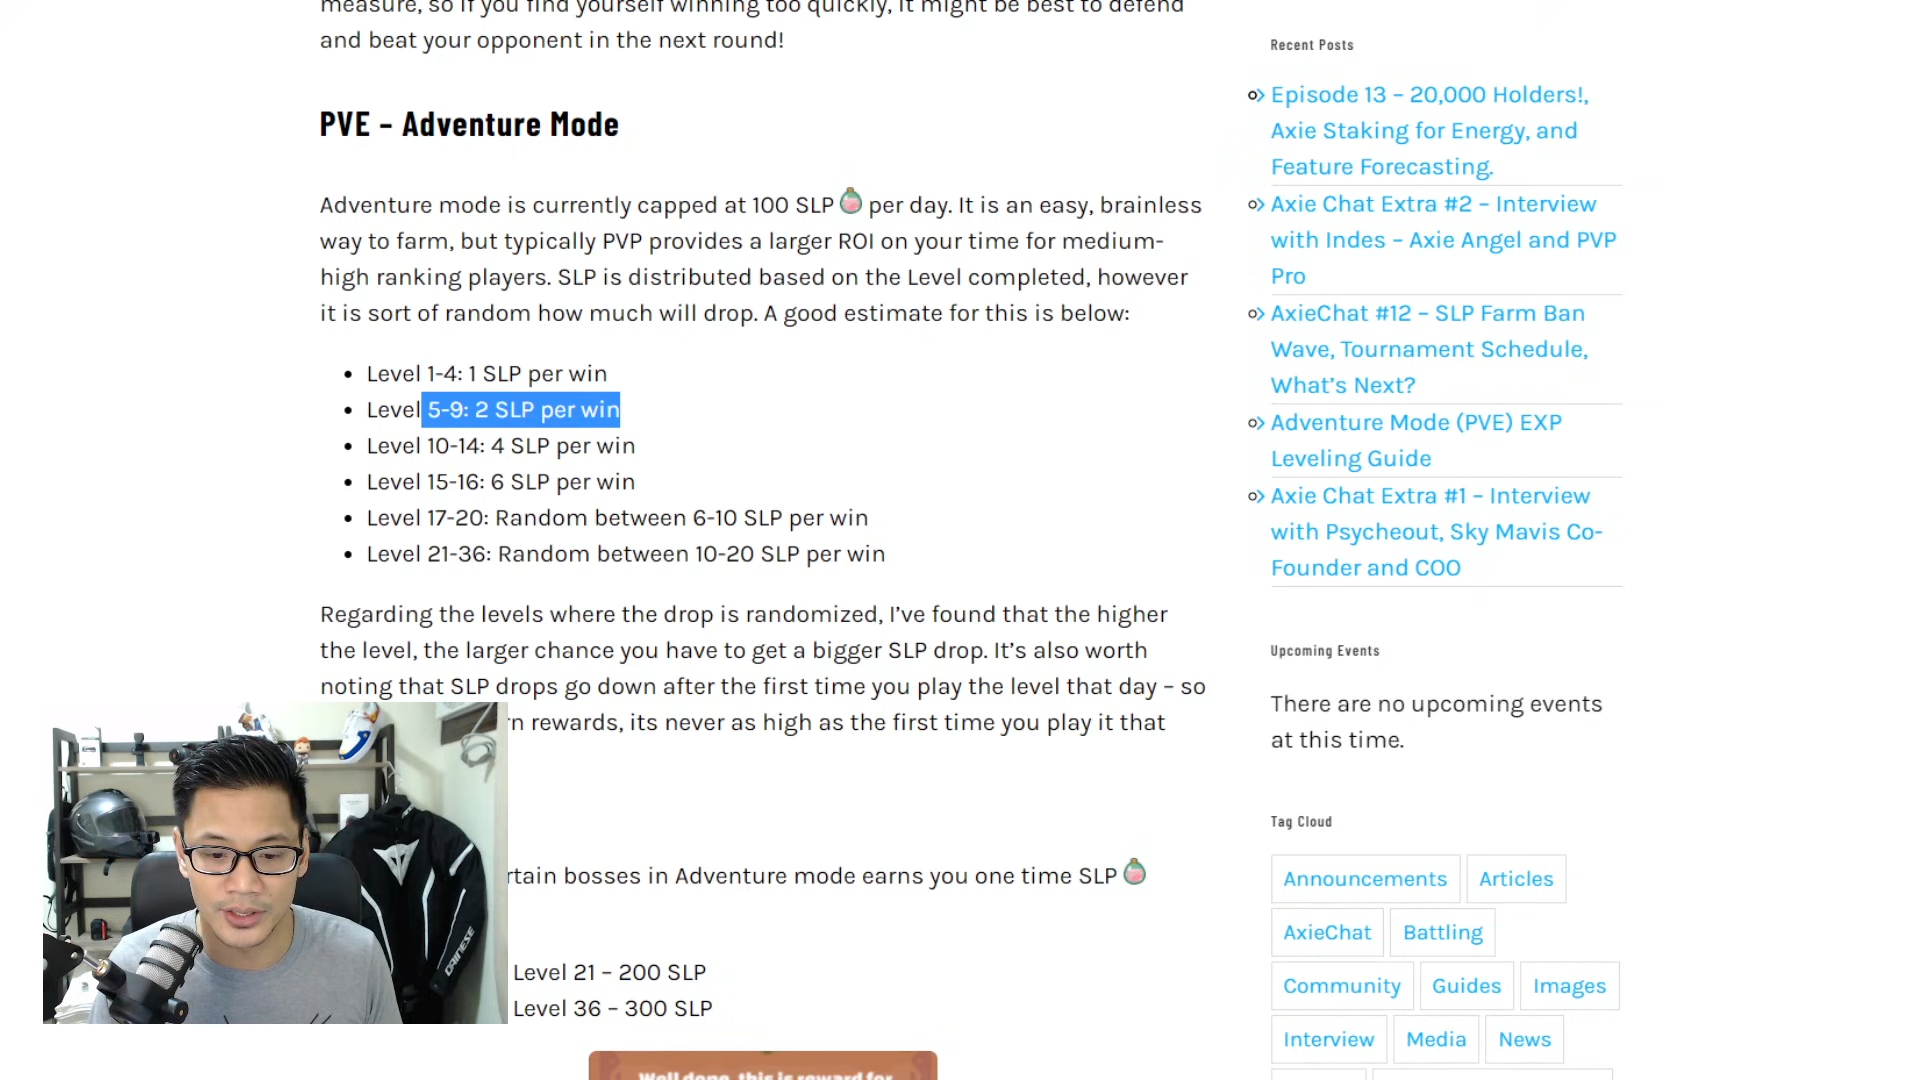 measure, so if you find yourself winning too quickly, it might be best to defend
and beat your opponent in the next round!
PVE – Adventure Mode
Adventure mode is currently capped at 100 SLP per day. It is an easy, brainless
way to farm, but typically PVP provides a larger ROI on your time for medium-
high ranking players. SLP is distributed based on the Level completed, however
it is sort of random how much will drop. A good estimate for this is below:
Level 1-4: 1 SLP per win
Level 5-9: 2 SLP per win
Level 10-14: 4 SLP per win
Level 15-16: 6 SLP per win
Level 17-20: Random between 6-10 SLP per win
Level 21-36: Random between 10-20 SLP per win
Regarding the levels where the drop is randomized, I've found that the higher
the level, the larger chance you have to get a bigger SLP drop. It's also worth
noting that SLP drops go down after the first time you play the level that day – so
rn rewards, its never as high as the first time you play it that
rtain bosses in Adventure mode earns you one time SLP
Level 21 – 200 SLP
Level 36 – 300 SLP
Well done, this is reward for
DAINESE
Recent Posts
Episode 13 – 20,000 Holders!,
Axie Staking for Energy, and
Feature Forecasting.
Axie Chat Extra #2 – Interview
with Indes – Axie Angel and PVP
Pro
AxieChat #12 – SLP Farm Ban
Wave, Tournament Schedule,
What's Next?
Adventure Mode (PVE) EXP
Leveling Guide
Axie Chat Extra #1 – Interview
with Psycheout, Sky Mavis Co-
Founder and COO
Upcoming Events
There are no upcoming events
at this time.
Tag Cloud
Announcements Articles
AxieChat Battling
Community Guides Images
Interview Media News